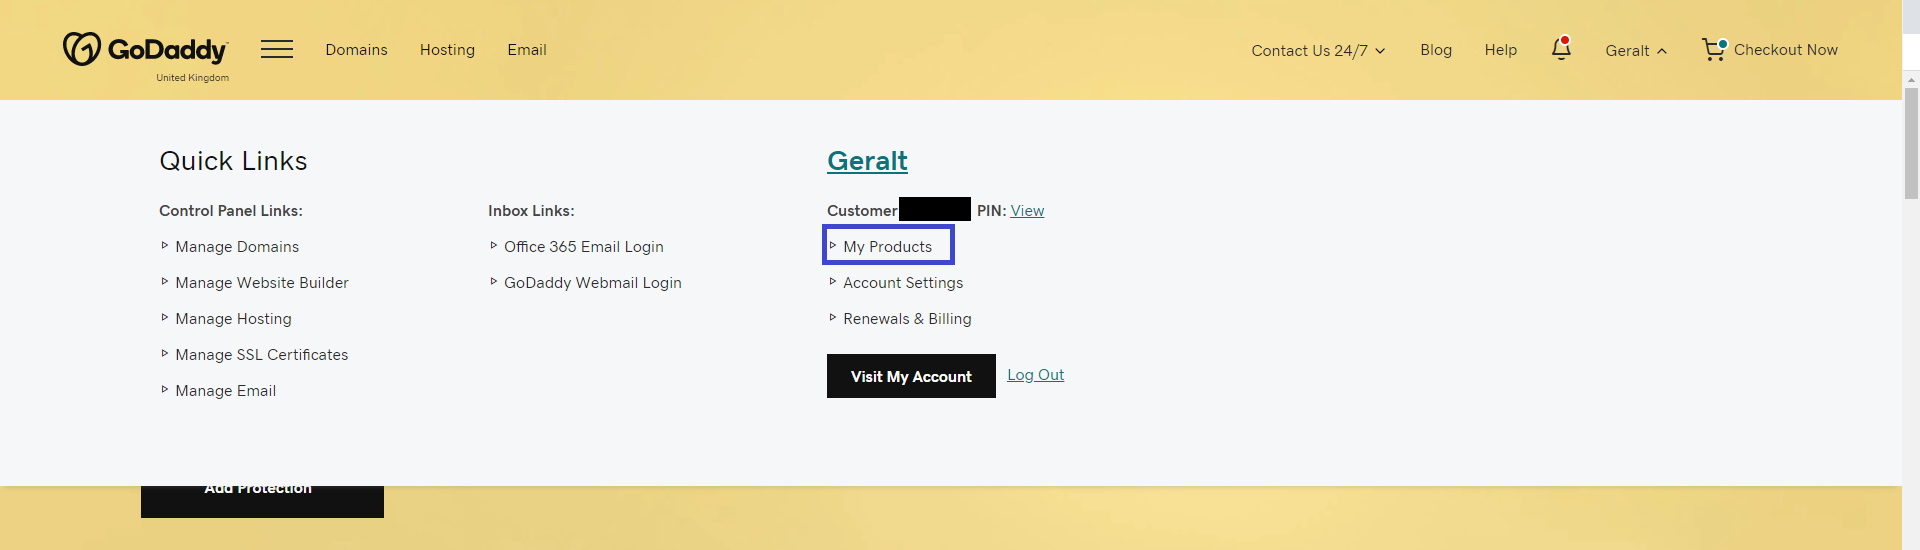 GoDaddy
United Kingdom
Domains
Hosting
Email
Contact Us 24/7
Blog
Help
Geralt
Checkout Now
Quick Links
Control Panel Links:
Manage Domains
Manage Website Builder
Manage Hosting
Manage SSL Certificates
Manage Email
Inbox Links:
Office 365 Email Login
GoDaddy Webmail Login
Geralt
Customer PIN: View
My Products
Account Settings
Renewals & Billing
Visit My Account Log Out
Add Protection